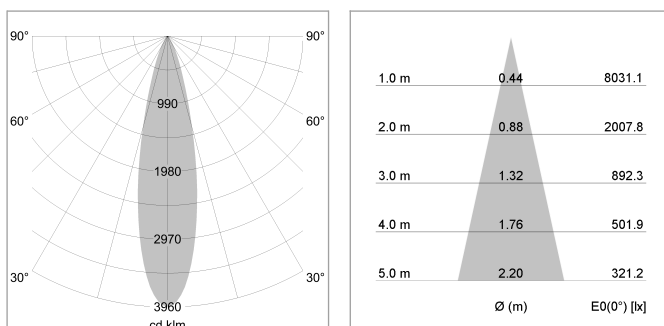 90° 90°
990
60° 60°
1980
2970
30° 30°
3960
cd klm
1.0 m 0.44 8031.1
2.0 m 0.88 2007.8
3.0 m 1.32 892.3
4.0 m 1.76 501.9
5.0 m 2.20 321.2
Ø (m) E0(0°) [lx]